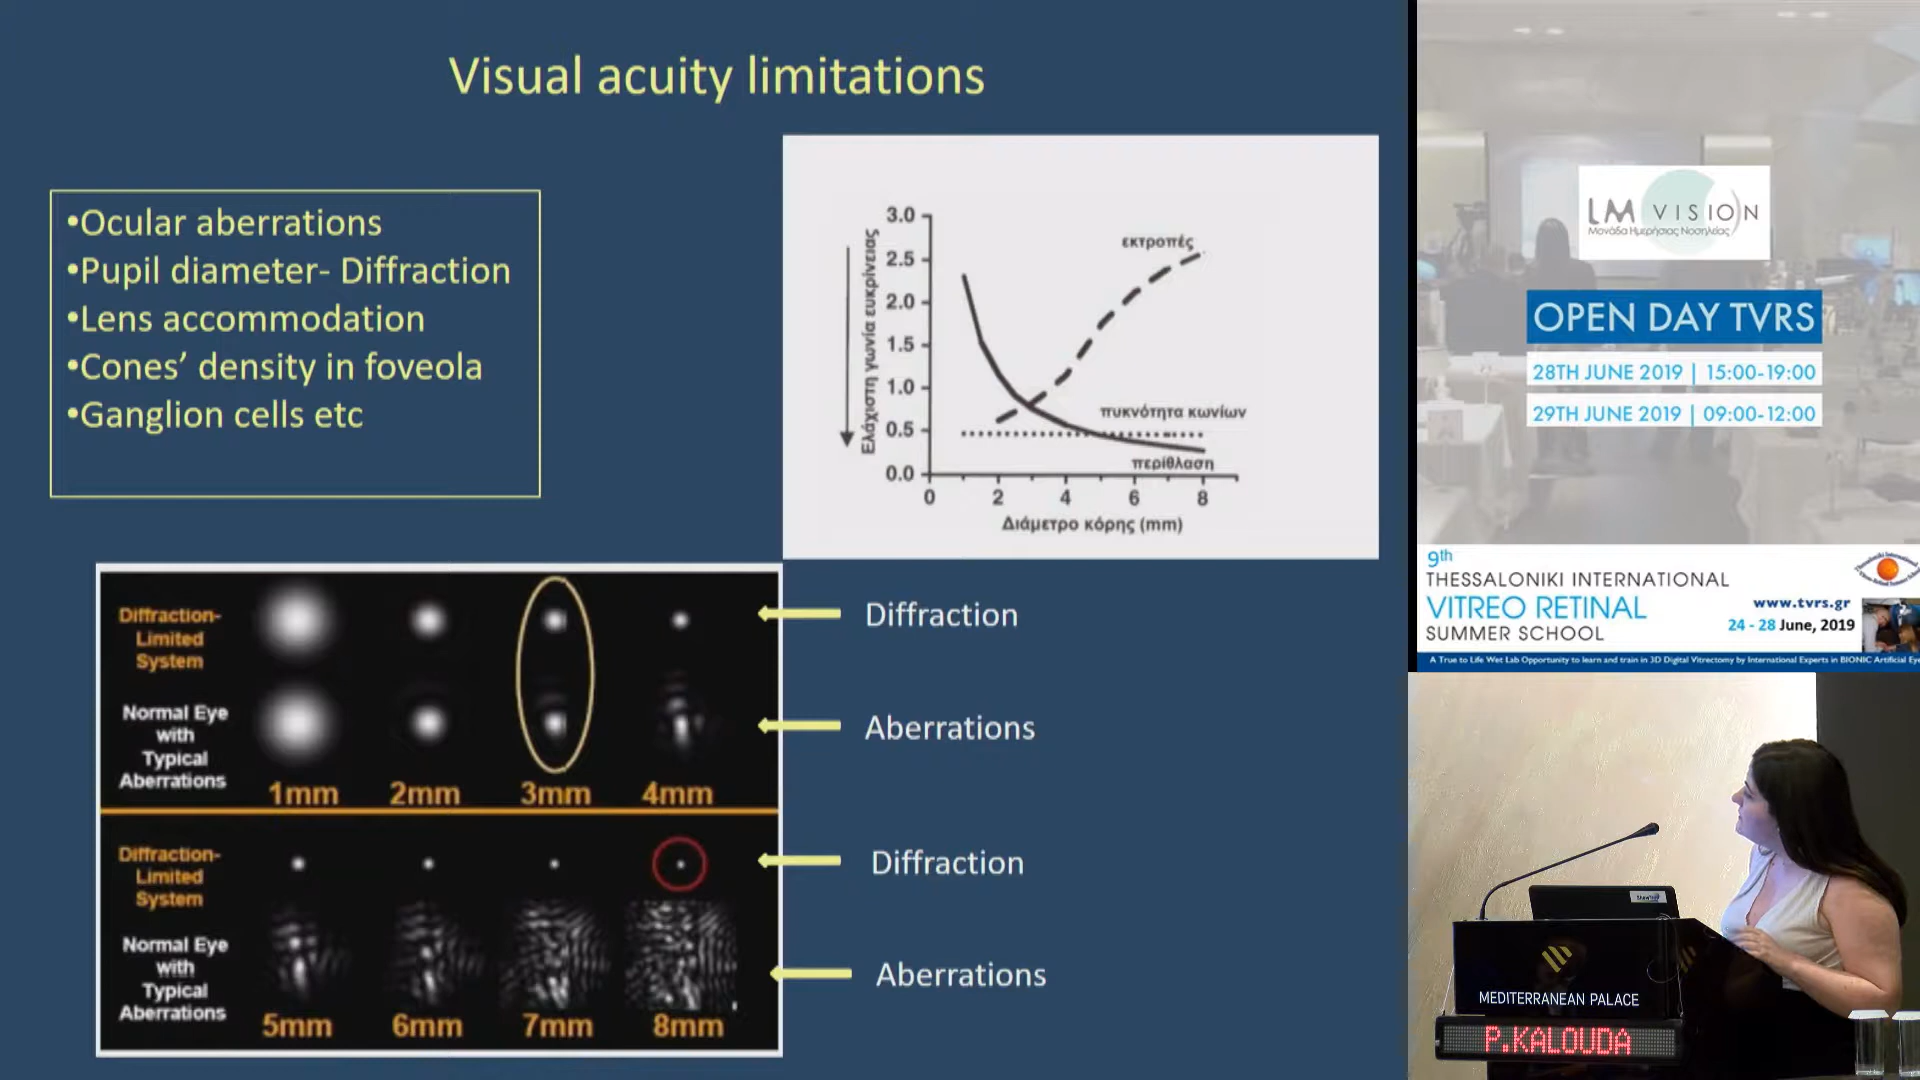 Visual acuity limitations
•Ocular aberrations
•Pupil diameter- Diffraction
•Lens accommodation
•Cones’ density in foveola
•Ganglion cells etc
Ελάχιστη γωνία ευκρίνειας
3.0
2.5
2.0
1.5
1.0
0.5
0.0
εκτροπές
πυκνότητα κωνίων
περίθλαση
0 2 4 6 8
Διάμετρο κόρης (mm)
Diffraction-
Limited
System
Normal Eye
with
Typical
Aberrations
1mm 2mm 3mm 4mm
Diffraction-
Limited
System
Normal Eye
with
Typical
Aberrations
5mm 6mm 7mm 8mm
Diffraction
Aberrations
Diffraction
Aberrations
LM VISION
Μονάδα Ημερήσιας Νοσηλείας
OPEN DAY TVRS
28TH JUNE 2019 | 15:00-19:00
29TH JUNE 2019 | 09:00-12:00
9th
THESSALONIKI INTERNATIONAL
VITREO RETINAL
SUMMER SCHOOL
www.tvrs.gr
24 - 28 June, 2019
A True to Life Wet Lab Opportunity to learn and train in 3D Digital Vitrectomy by International Experts in BIONIC Artificial Eye
MEDITERRANEAN PALACE
P.KALOUDA